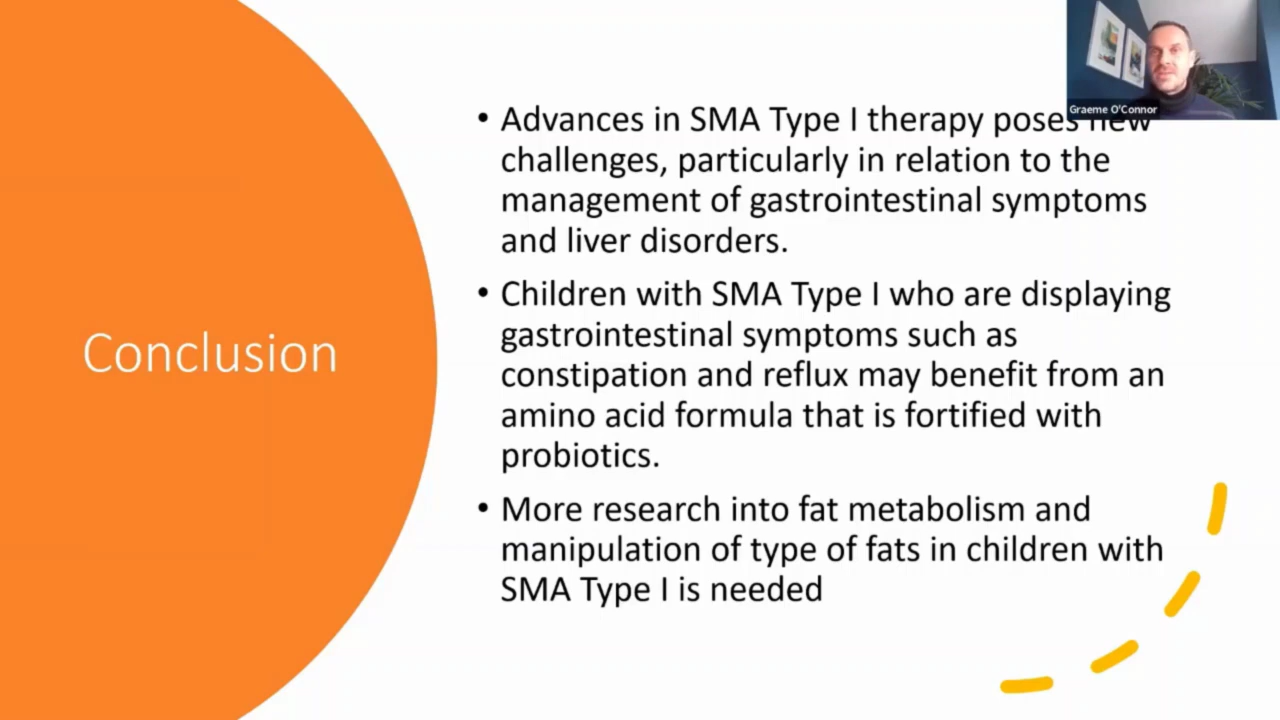 Graeme O'Connor
• Advances in SMA Type I therapy poses new
challenges, particularly in relation to the
management of gastrointestinal symptoms
and liver disorders.
• Children with SMA Type I who are displaying
gastrointestinal symptoms such as
constipation and reflux may benefit from an
amino acid formula that is fortified with
probiotics.
• More research into fat metabolism and
manipulation of type of fats in children with
SMA Type I is needed
Conclusion